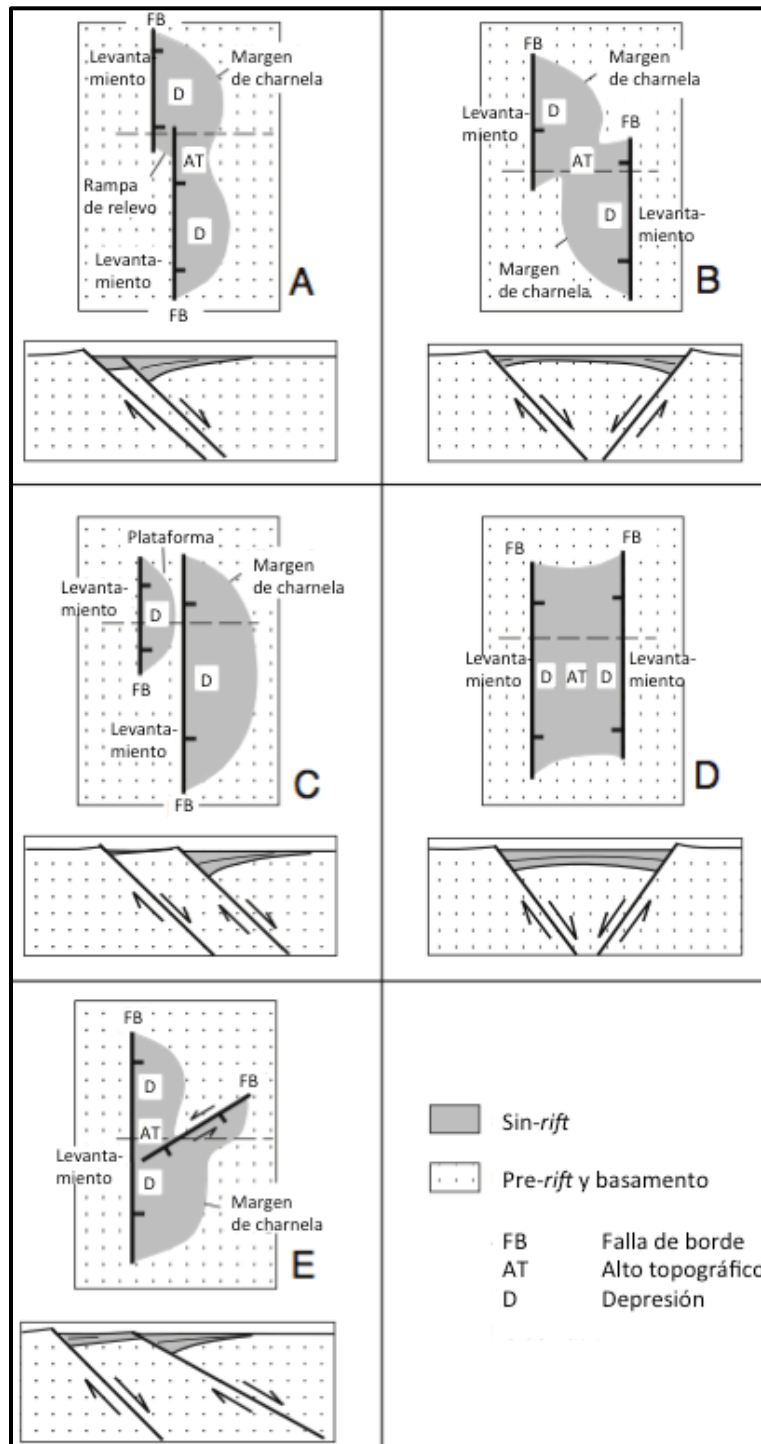 FB
Levanta-
miento
Margen
de charnela
D
AT
Rampa
de relevo
D
Levanta-
miento
FB
A
FB
Margen
de charnela
D
FB
Levanta-
miento
AT
D
Levanta-
miento
Margen
de charnela
B
Plataforma
Margen
de charnela
Levanta-
miento
D
FB
D
Levanta-
miento
FB
C
FB
FB
Levanta-
miento
D
AT
D
Levanta-
miento
D
FB
D
FB
AT
Levanta-
miento
D
Margen
de charnela
E
Sin-rift
Pre-rift y basamento
FB Falla de borde
AT Alto topográfico
D Depresión